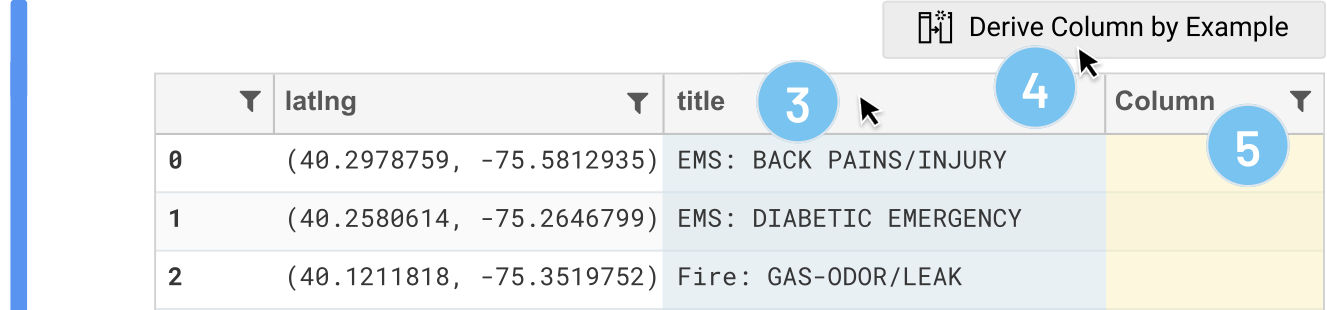 Derive Column by Example
latlng title 3 4 Column 5
0 (40.2978759, -75.5812935) EMS: BACK PAINS/INJURY
1 (40.2580614, -75.2646799) EMS: DIABETIC EMERGENCY
2 (40.1211818, -75.3519752) Fire: GAS-ODOR/LEAK